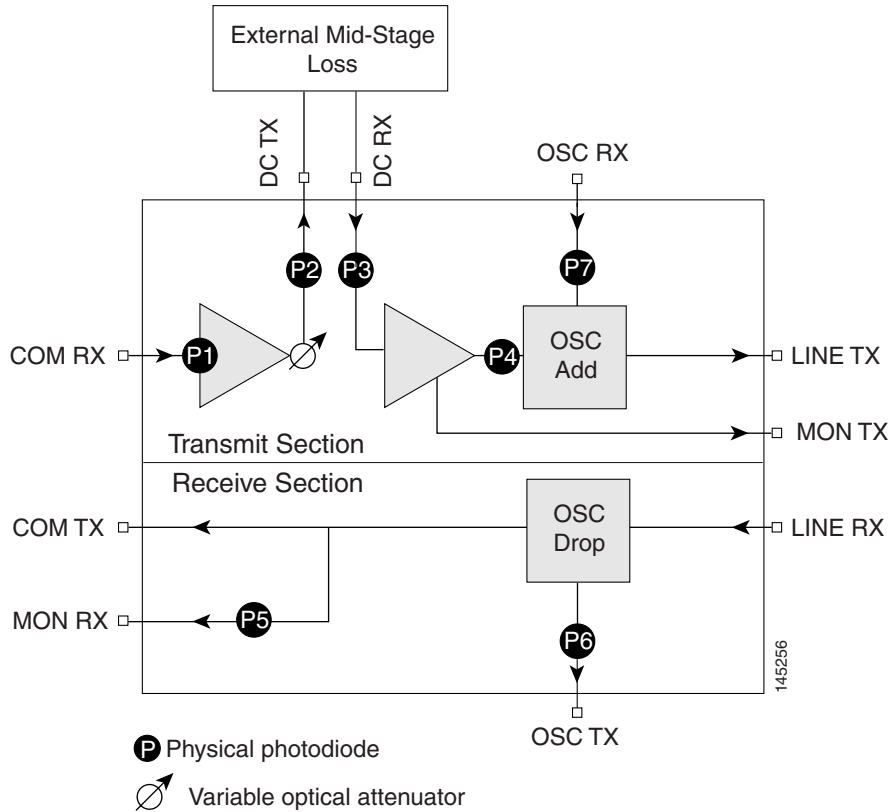 External Mid-Stage
Loss
DC TX
DC RX
OSC RX
P2
P3
P7
COM RX
P1
P4
OSC
Add
LINE TX
MON TX
Transmit Section
Receive Section
COM TX
OSC
Drop
LINE RX
MON RX
P5
P6
145256
OSC TX
P Physical photodiode
Variable optical attenuator